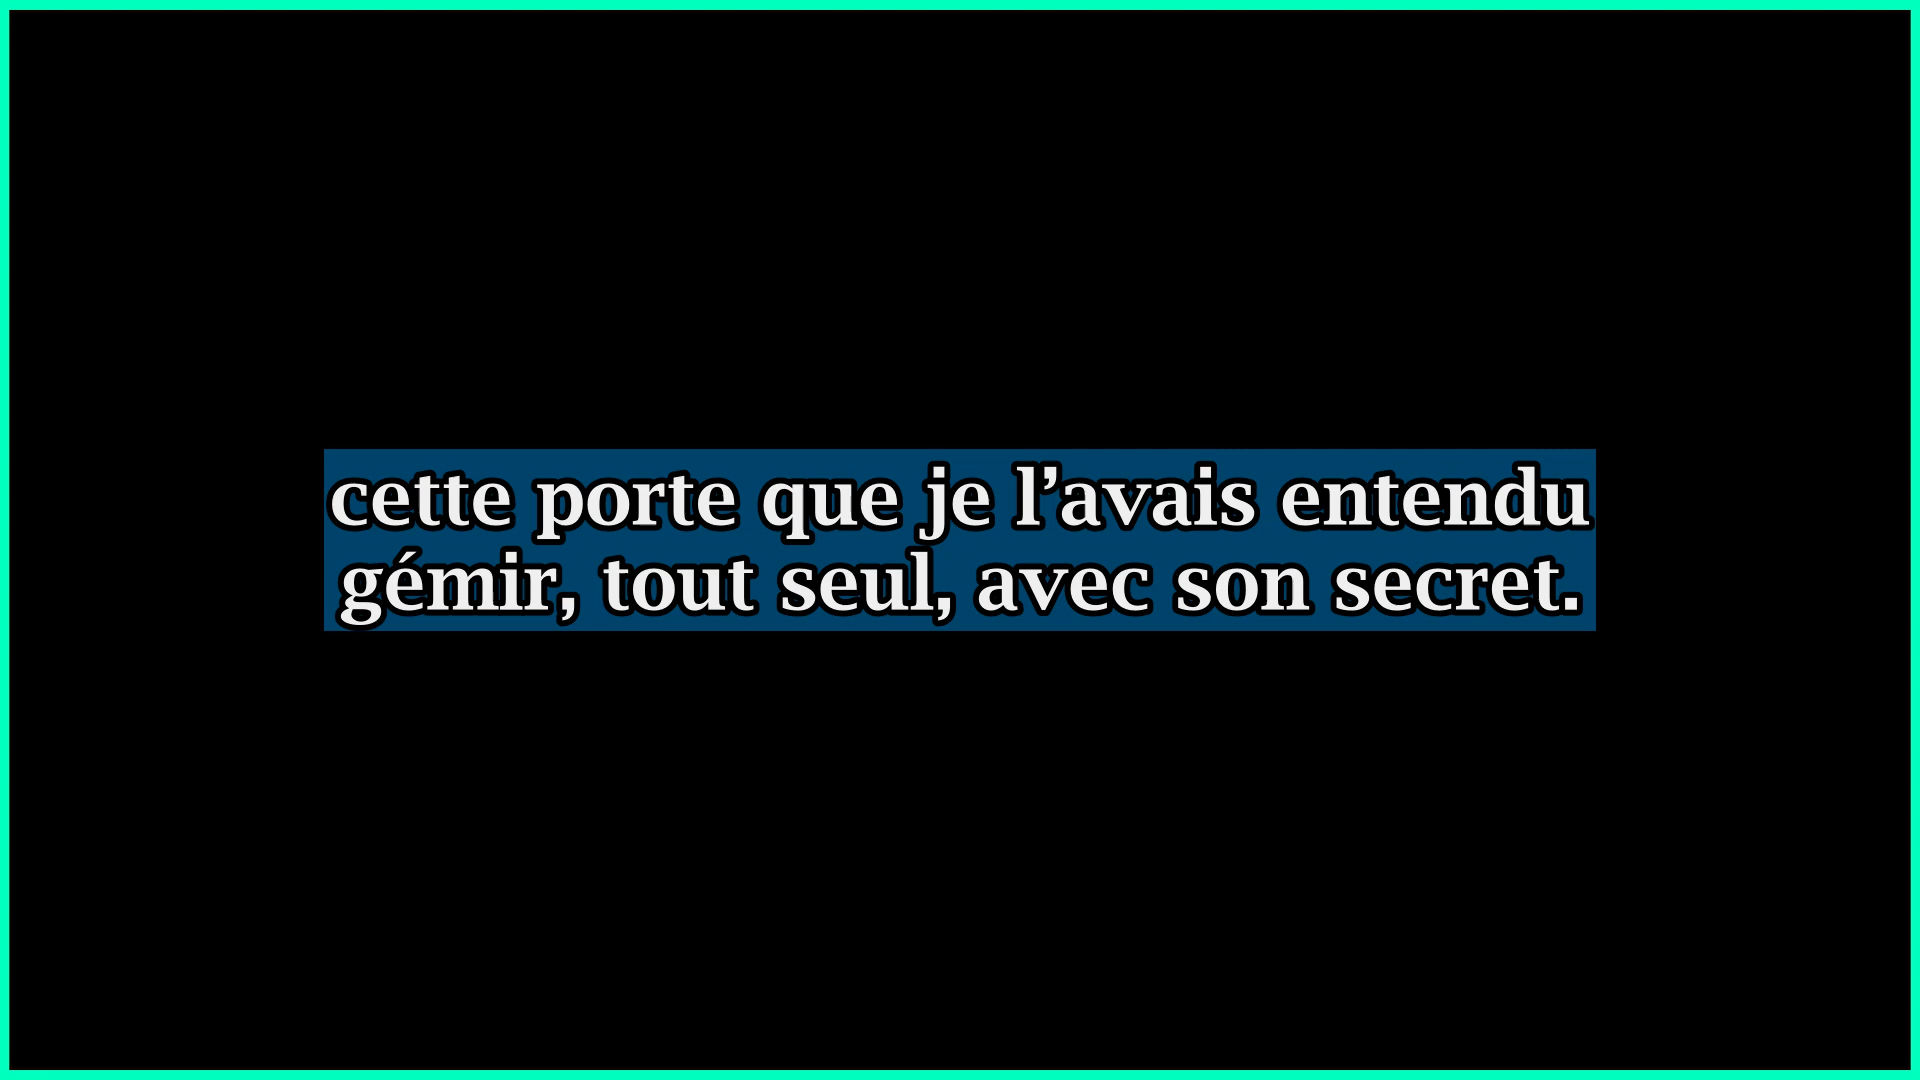 cette porte que je l’avais entendu
gémir, tout seul, avec son secret.